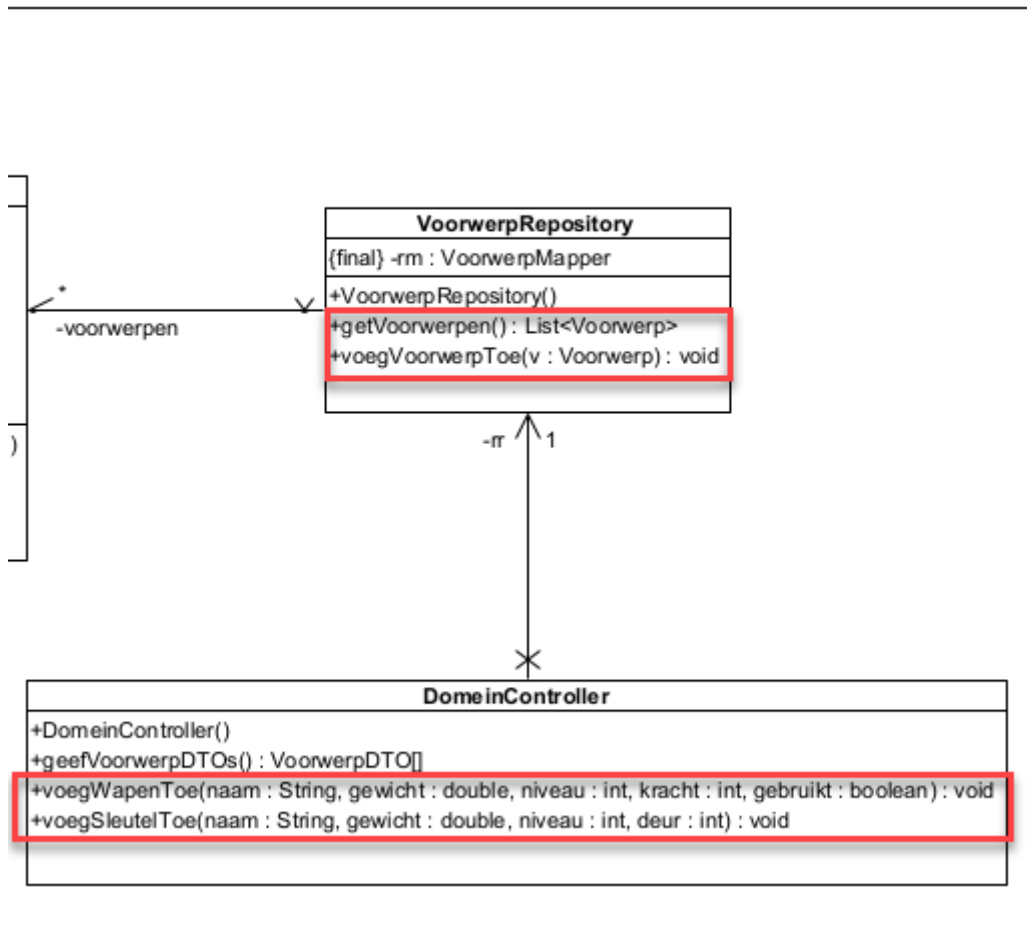 VoorwerpRepository
{final} -rm : VoorwerpMapper
+VoorwerpRepository()
+getVoorwerpen() : List<Voorwerp>
+voegVoorwerpToe(v : Voorwerp) : void
*
-voorwerpen
)
-rr
1
DomeinController
+DomeinController()
+geefVoorwerpDTOs() : VoorwerpDTO[]
+voegWapenToe(naam : String, gewicht : double, niveau : int, kracht : int, gebruikt : boolean) : void
+voegSleutelToe(naam : String, gewicht : double, niveau : int, deur : int) : void